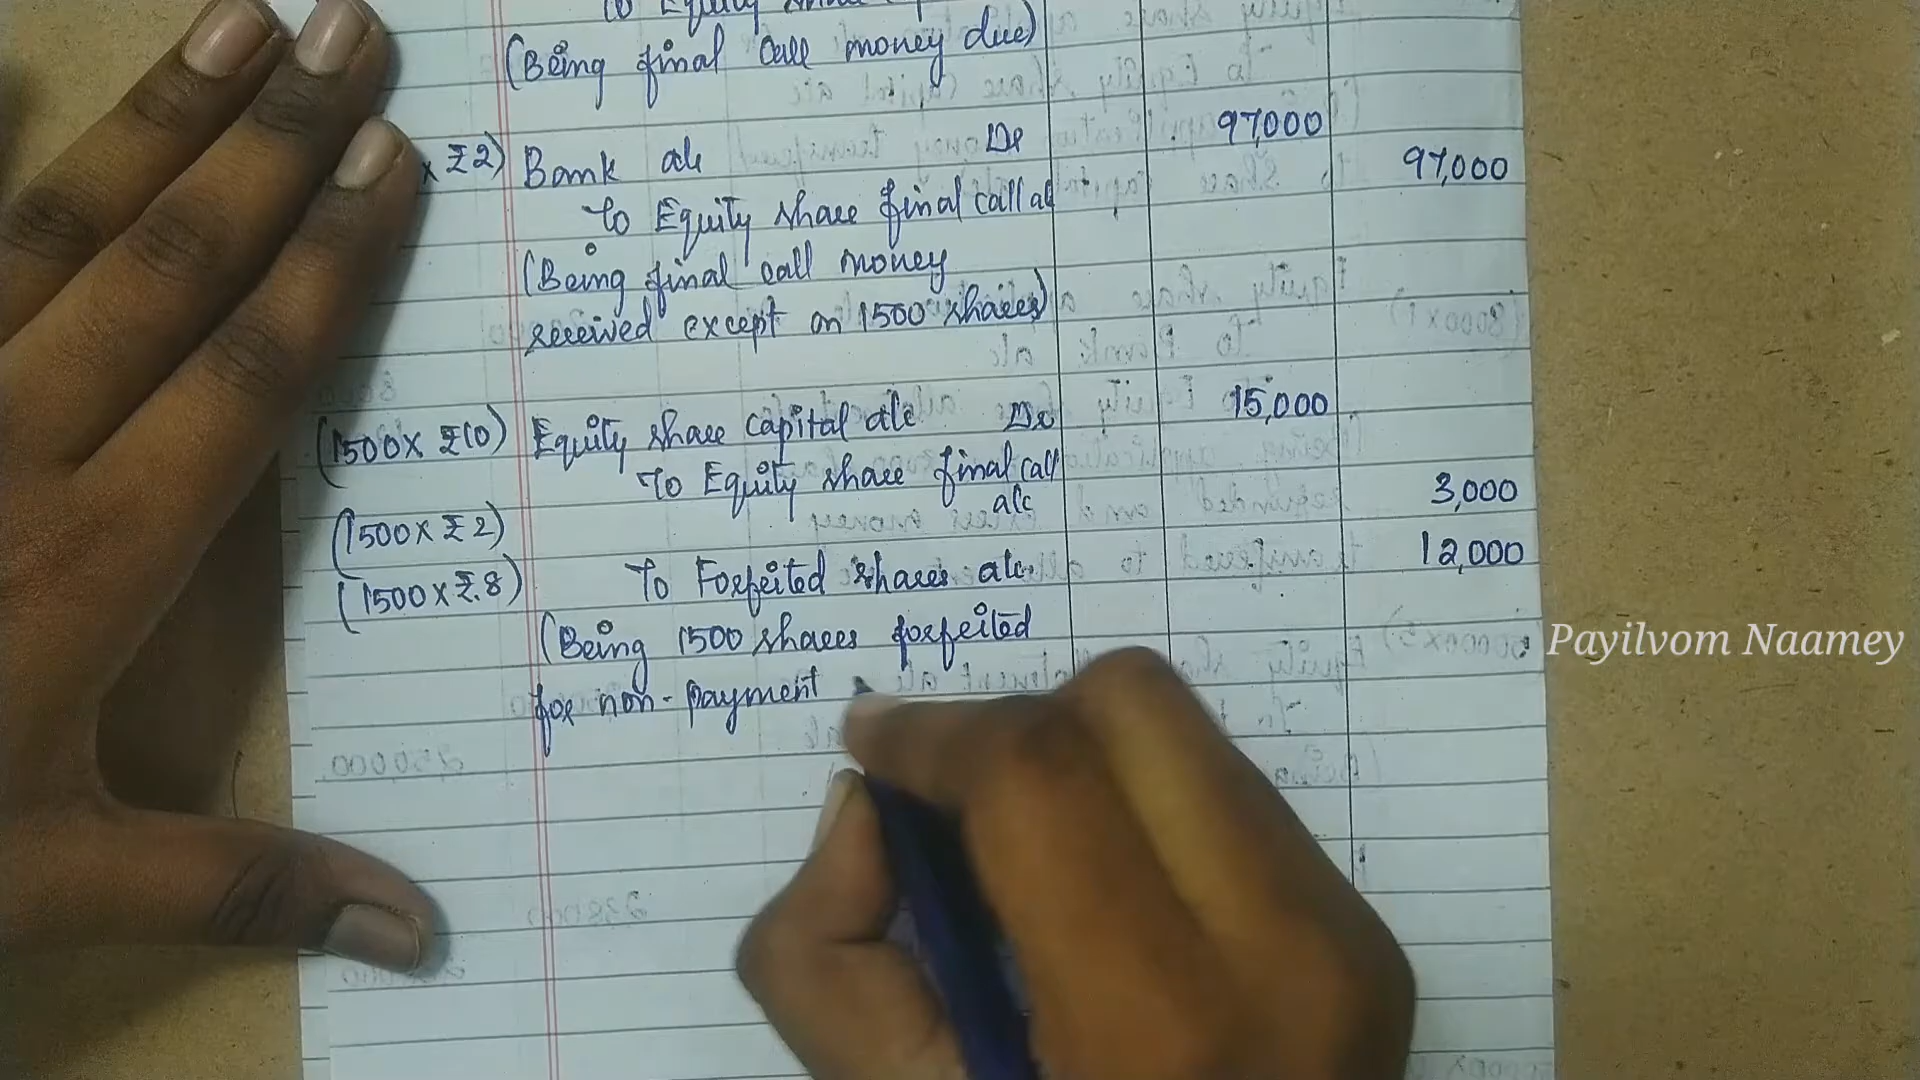 To Equity share
(Being final call money due)
x ₹2) Bank a/c Dr 97,000
To Equity share final call a/c 97,000
(Being final call money
received except on 1500 shares)
(1500 x ₹10) Equity share capital a/c Dr 15,000
To Equity share final call
a/c 3,000
(1500 x ₹2)
(1500 x ₹.8) To Forfeited shares a/c. 12,000
(Being 1500 shares forfeited
for non-payment
Payilvom Naamey